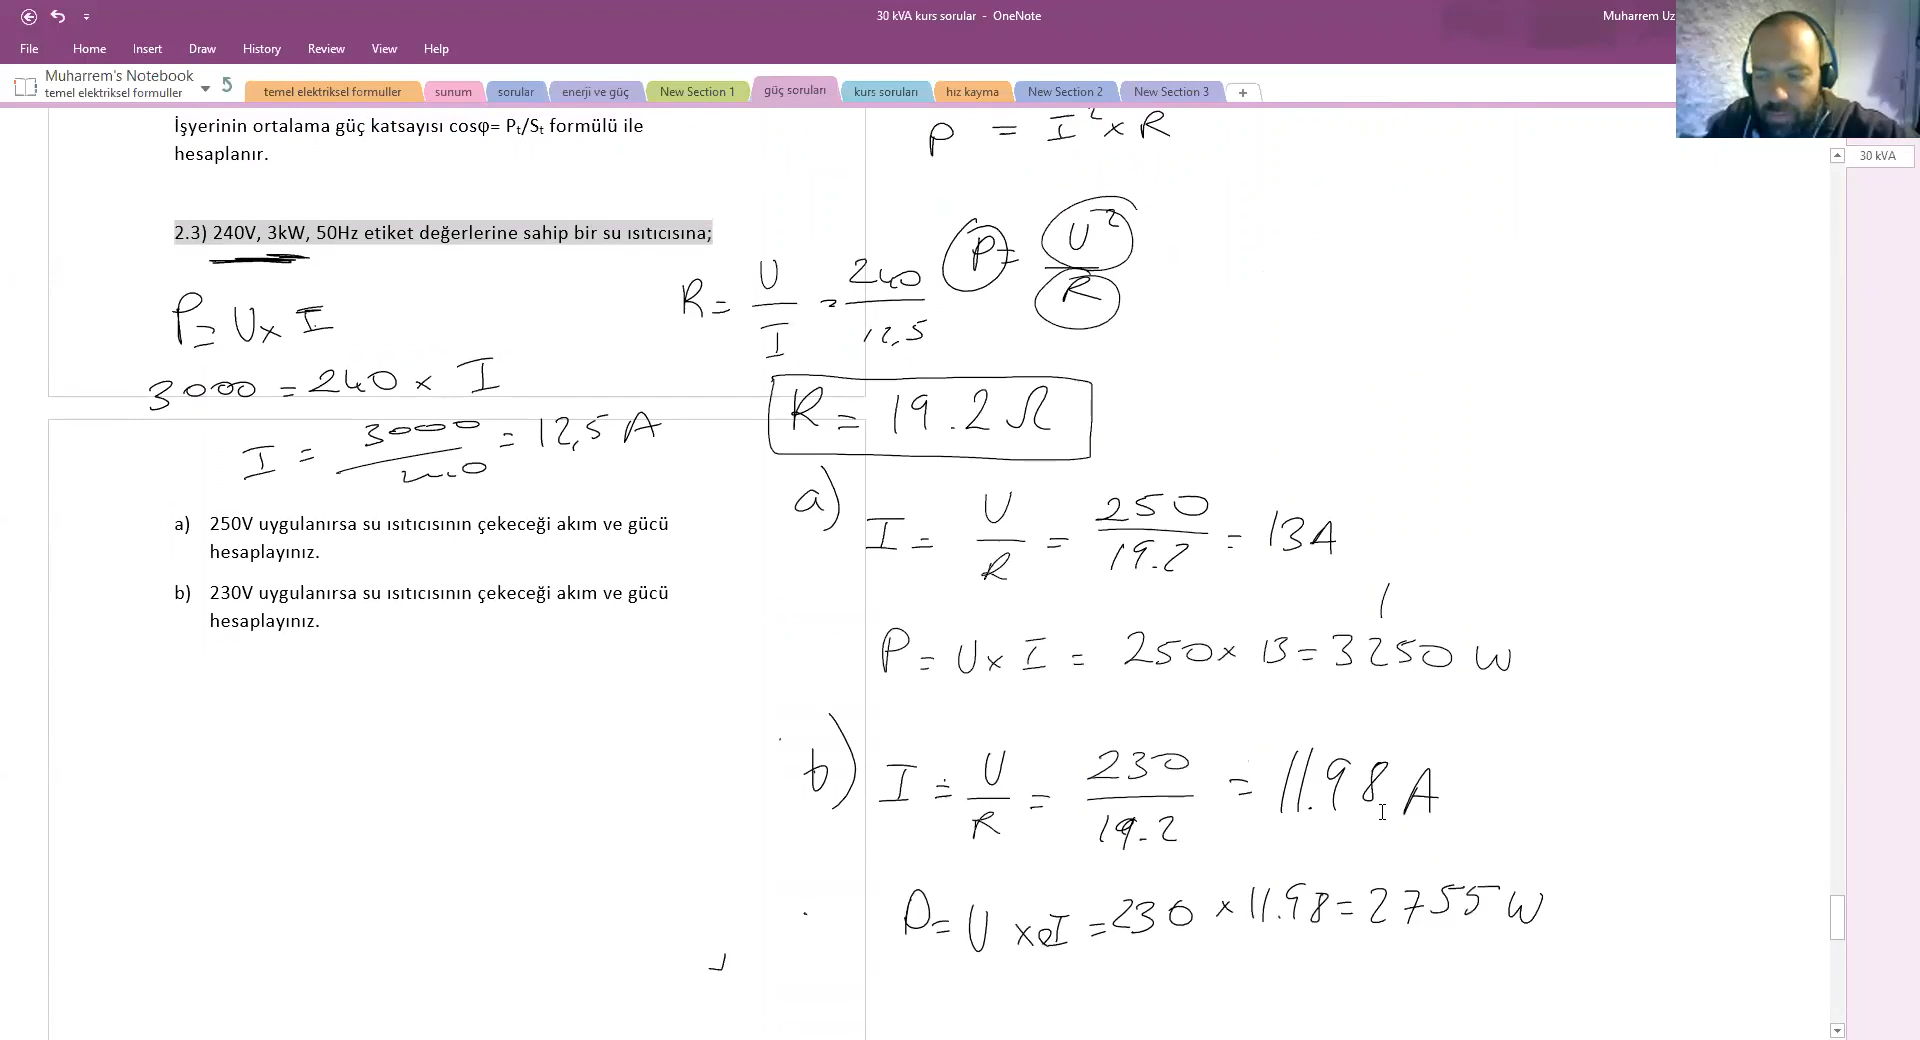 30 kVA kurs sorular - OneNote
Muharrem Uz
File Home Insert Draw History Review View Help
Muharrem's Notebook
temel elektriksel formuller
temel elektriksel formuller sunum sorular enerji ve güç New Section 1 güç soruları kurs soruları hız kayma New Section 2 New Section 3 +
30 kVA
İşyerinin ortalama güç katsayısı cosφ= Pt/St formülü ile
hesaplanır.
P = I² x R
2.3) 240V, 3kW, 50Hz etiket değerlerine sahip bir su ısıtıcısına;
P = U x I
3000 = 240 x I
I = 3000 / 240 = 12,5 A
R = U / I = 240 / 12,5
P = U² / R
R = 19.2 Ω
a) 250V uygulanırsa su ısıtıcısının çekeceği akım ve gücü
hesaplayınız.
b) 230V uygulanırsa su ısıtıcısının çekeceği akım ve gücü
hesaplayınız.
a) I = U / R = 250 / 19.2 = 13A
P = U x I = 250 x 13 = 3250 W
b) I = U / R = 230 / 19.2 = 11.98 A
P = U x I = 230 x 11.98 = 2755 W